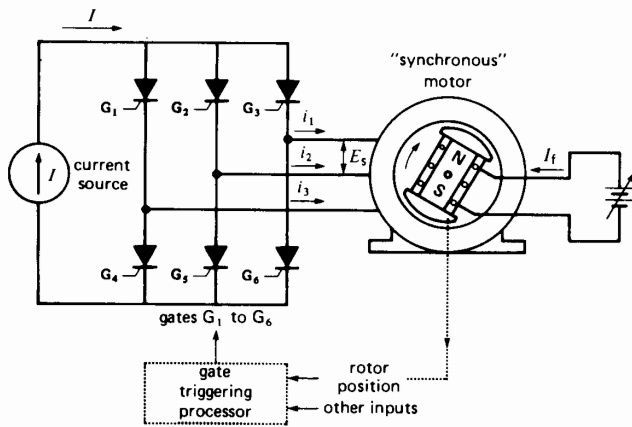 I
"synchronous"
motor
G1
G2
G3
i1
Es
N
S
If
I
current
source
i2
i3
G4
G5
G6
gates G1 to G6
gate
triggering
processor
rotor
position
other inputs